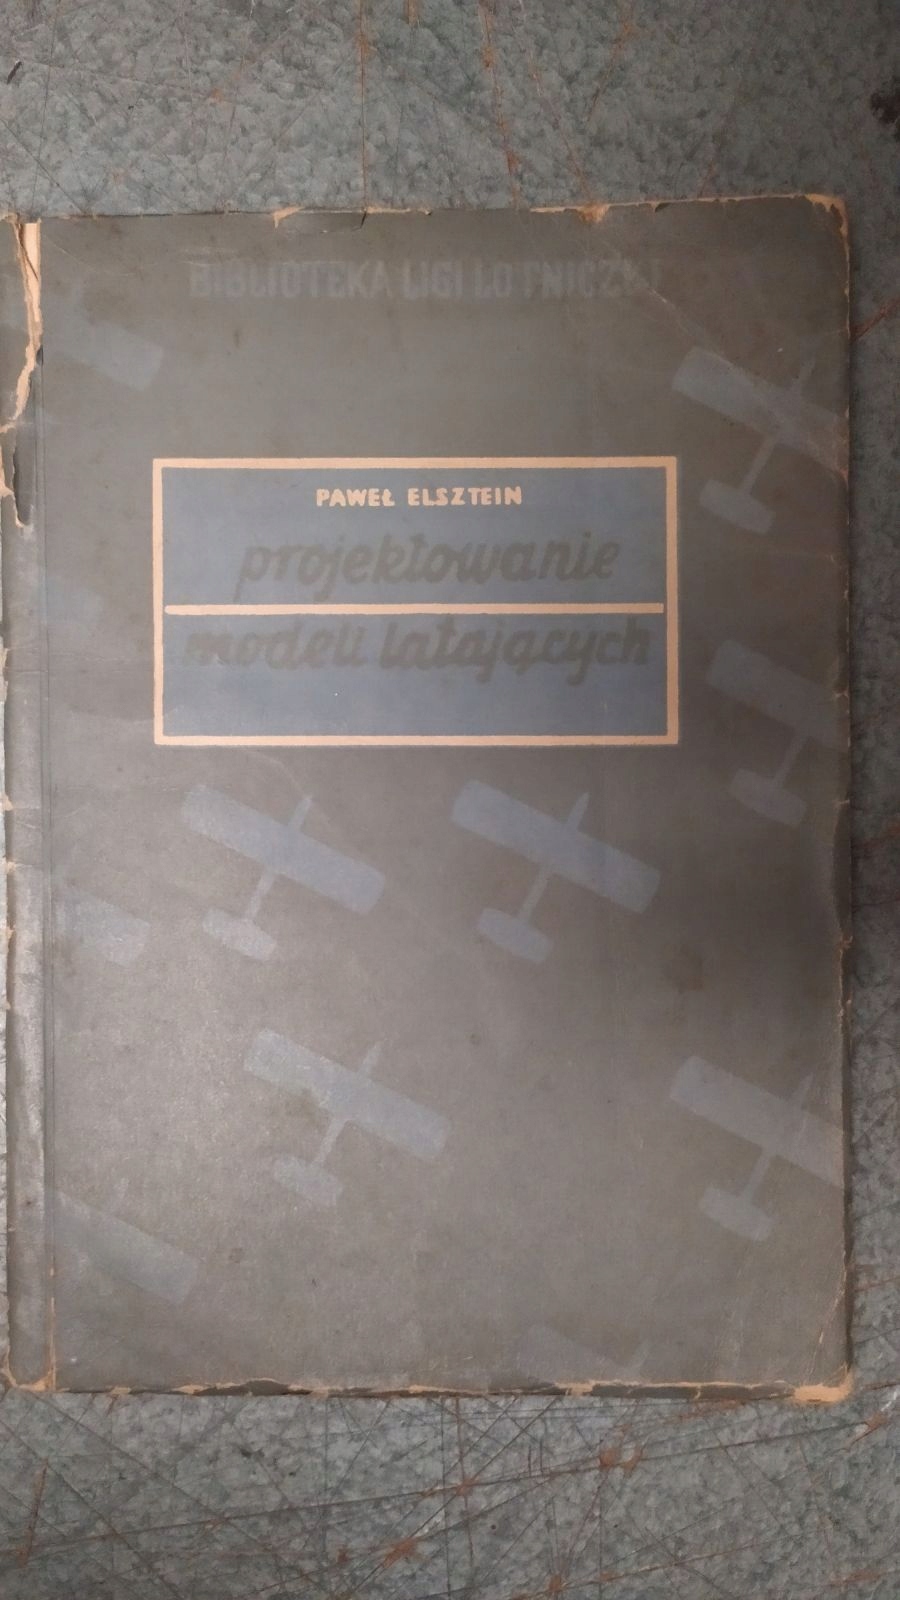 BIBLIOTEKA LIGI LOTNICZEJ
PAWEŁ ELSZTEIN
projektowanie
modeli latających